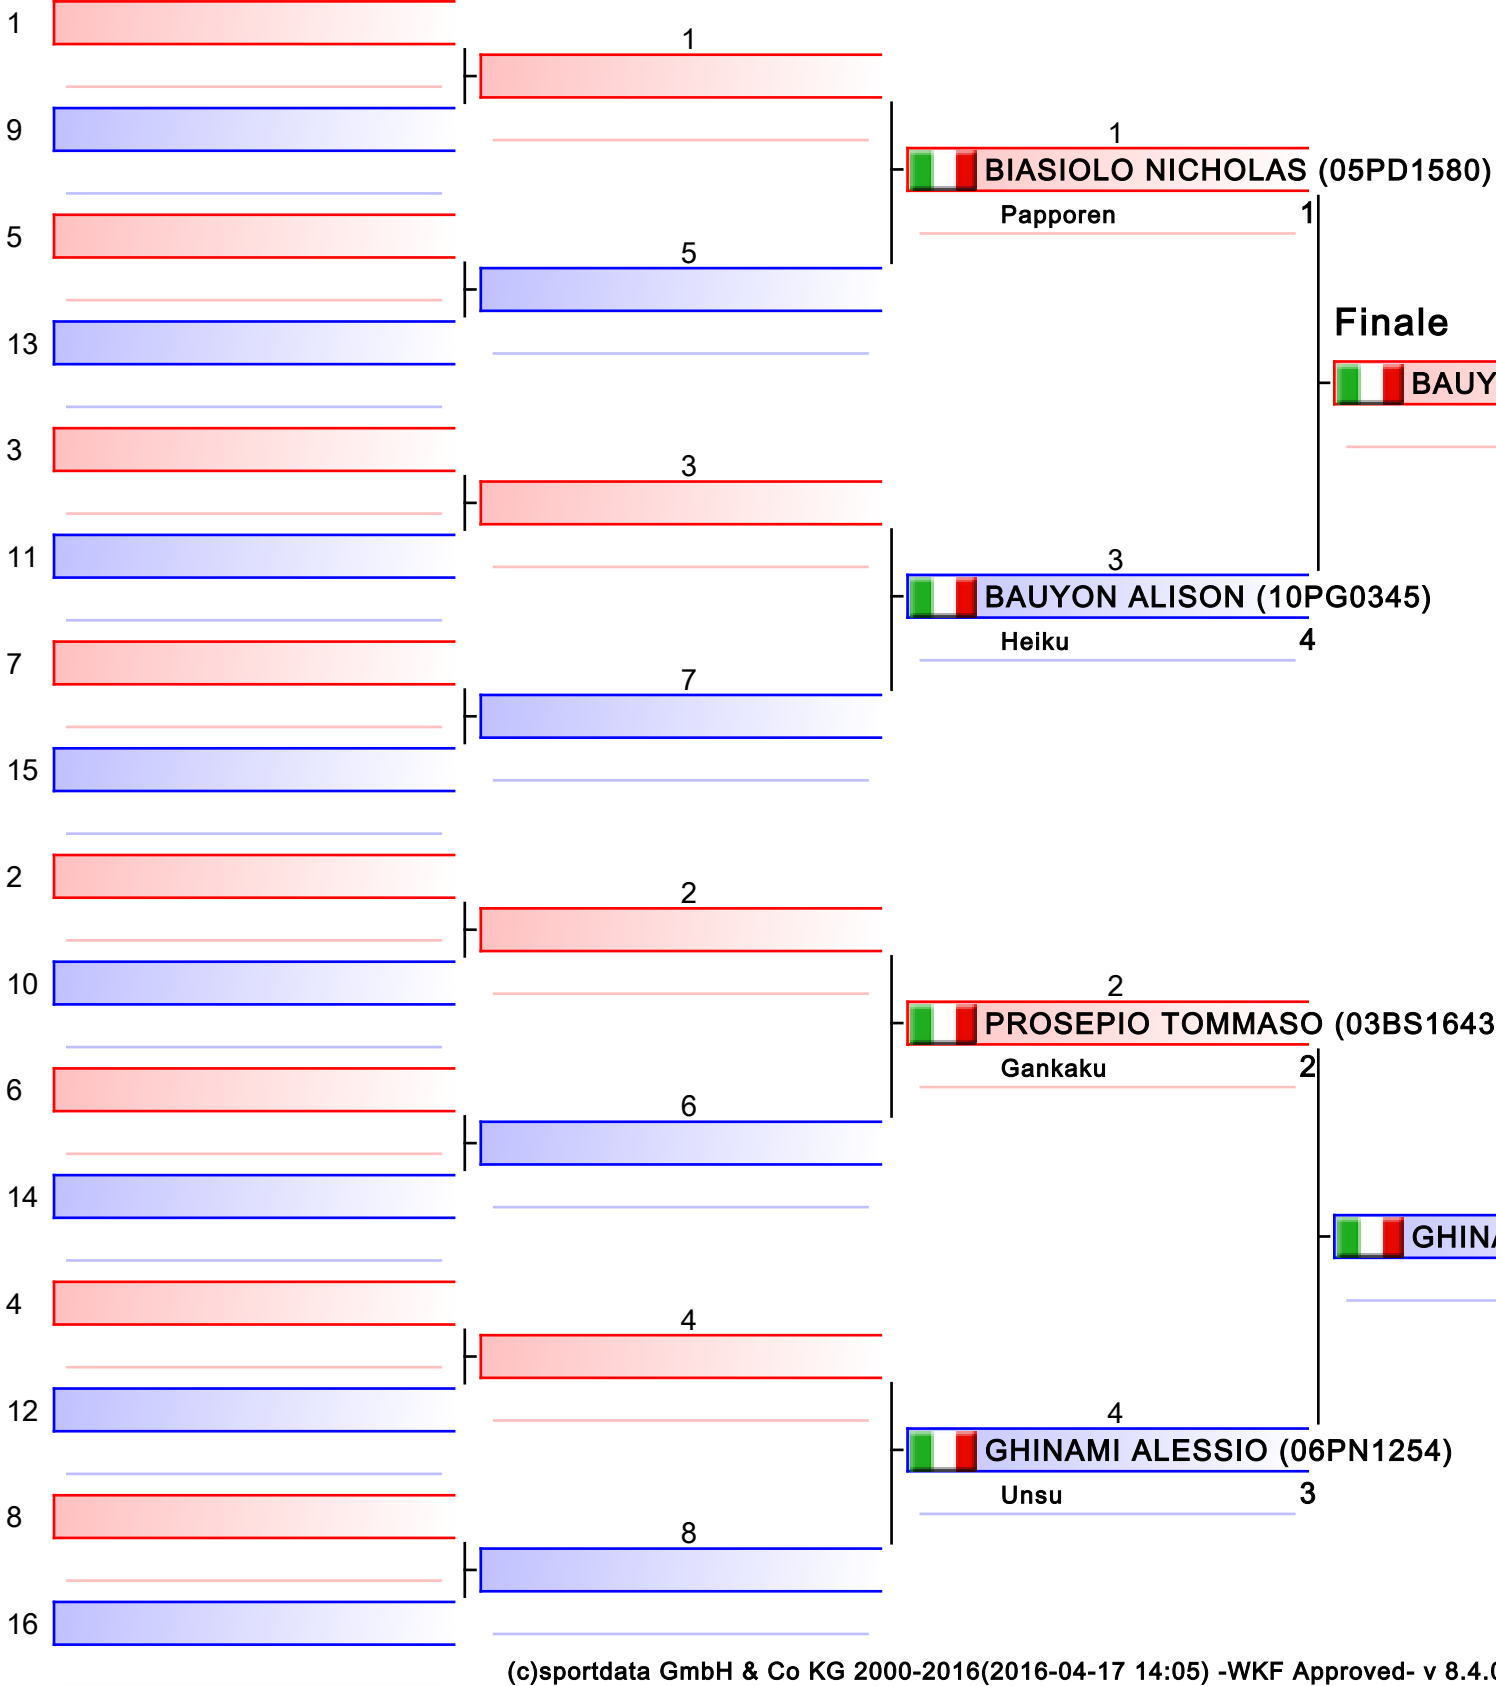 1
9
5
13
3
11
7
15
2
10
6
14
4
12
8
16
1
5
3
7
2
6
4
8
1
BIASIOLO NICHOLAS (05PD1580)
Papporen 1
3
BAUYON ALISON (10PG0345)
Heiku 4
2
PROSEPIO TOMMASO (03BS1643
Gankaku 2
4
GHINAMI ALESSIO (06PN1254)
Unsu 3
Finale
BAUY
GHINA
(c)sportdata GmbH & Co KG 2000-2016(2016-04-17 14:05) -WKF Approved- v 8.4.0